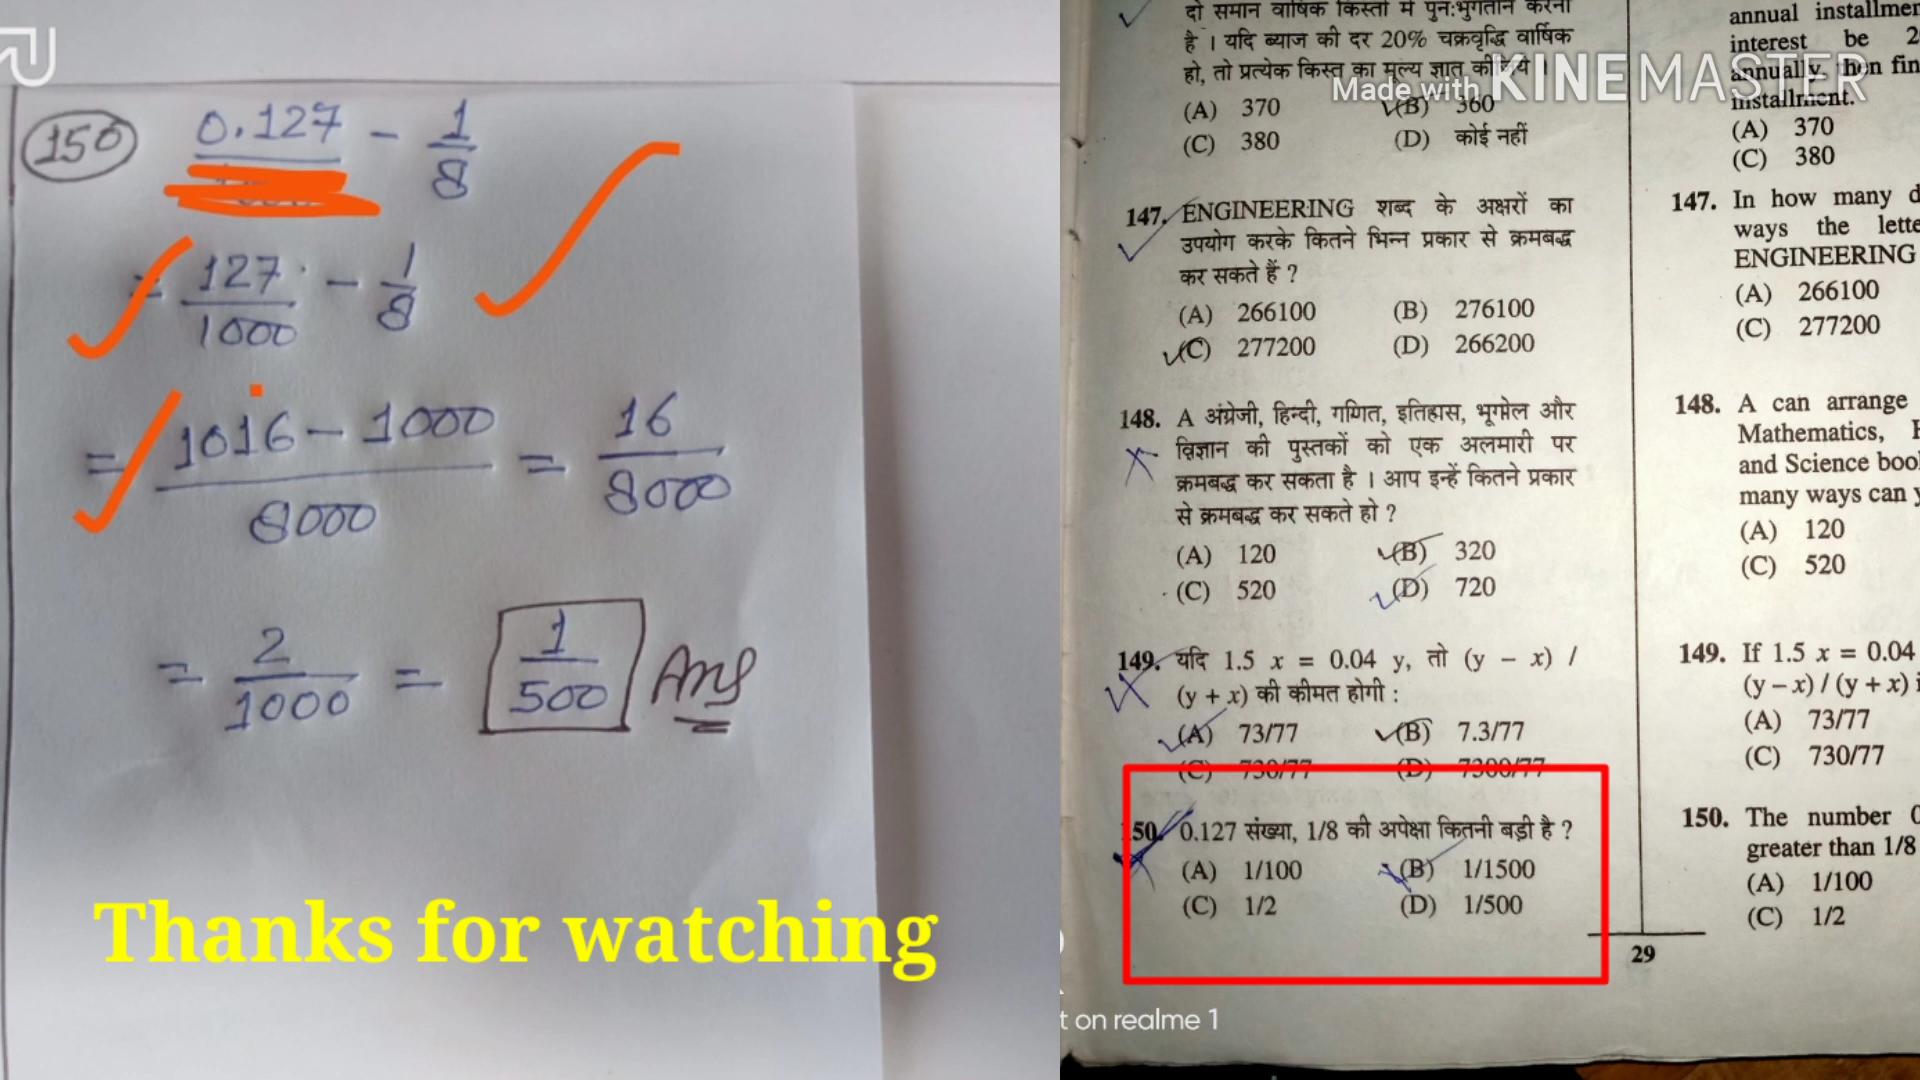 150
0.127 - 1/8
= 127/1000 - 1/8
= 1016 - 1000 / 8000 = 16/8000
= 2/1000 = 1/500 Ans
Thanks for watching
दो समान वार्षिक किस्तों में पुन:भुगतान करना
है । यदि ब्याज की दर 20% चक्रवृद्धि वार्षिक
हो, तो प्रत्येक किस्त का मूल्य ज्ञात कीजिये ।
Made with KINEMASTER
(A) 370 (B) 360
(C) 380 (D) कोई नहीं
147. ENGINEERING शब्द के अक्षरों का
उपयोग करके कितने भिन्न प्रकार से क्रमबद्ध
कर सकते हैं ?
(A) 266100 (B) 276100
(C) 277200 (D) 266200
148. A अंग्रेजी, हिन्दी, गणित, इतिहास, भूगोल और
विज्ञान की पुस्तकों को एक अलमारी पर
क्रमबद्ध कर सकता है । आप इन्हें कितने प्रकार
से क्रमबद्ध कर सकते हो ?
(A) 120 (B) 320
(C) 520 (D) 720
149. यदि 1.5 x = 0.04 y, तो (y - x) /
(y + x) की कीमत होगी :
(A) 73/77 (B) 7.3/77
(C) 730/77 (D) 7300/77
150. 0.127 संख्या, 1/8 की अपेक्षा कितनी बड़ी है ?
(A) 1/100 (B) 1/1500
(C) 1/2 (D) 1/500
annual
interest be
annually, then
installment.
(A) 370
(C) 380
147. In how many
ways the
ENGINEERING
(A) 266100
(C) 277200
148. A can arrange
Mathematics,
and Science
many ways can
(A) 120
(C) 520
149. If 1.5 x = 0.04
(y – x) / (y + x)
(A) 73/77
(C) 730/77
150. The number
greater than 1/8
(A) 1/100
(C) 1/2
29
on realme 1